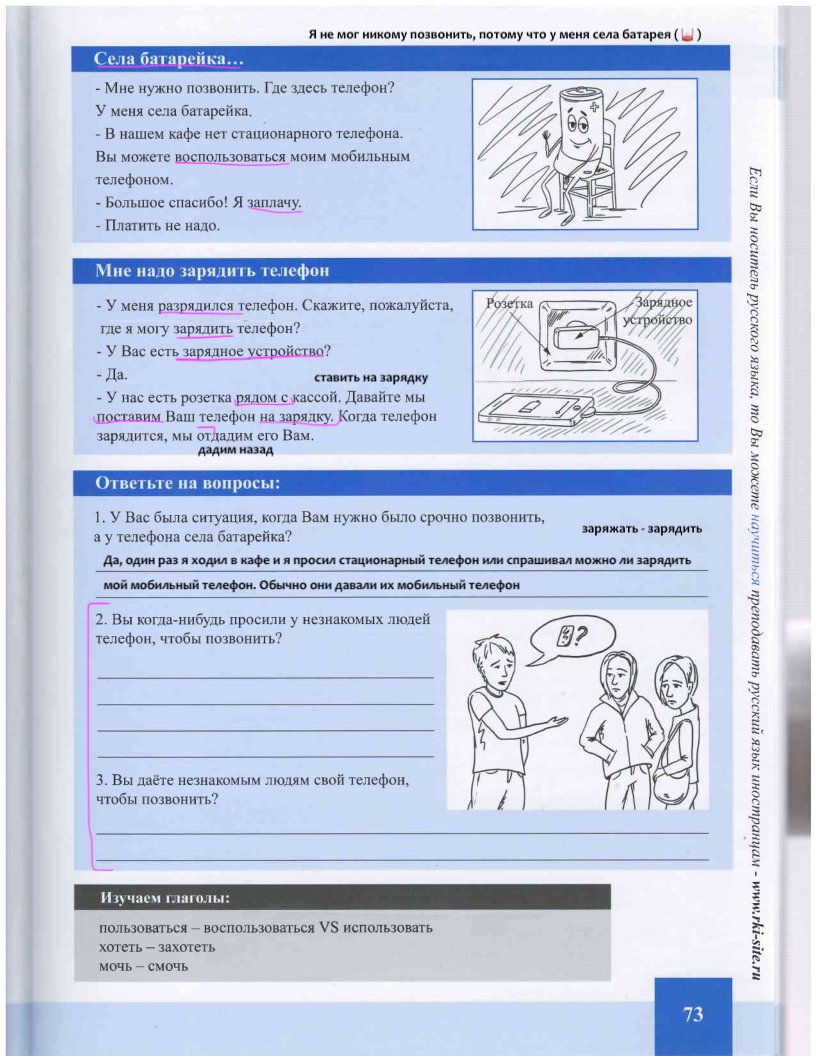 Я не мог никому позвонить, потому что у меня села батарея ( )
Села батарейка...
- Мне нужно позвонить. Где здесь телефон?
У меня села батарейка.
- В нашем кафе нет стационарного телефона.
Вы можете воспользоваться моим мобильным
телефоном.
- Большое спасибо! Я заплачу.
- Платить не надо.
Мне надо зарядить телефон
- У меня разрядился телефон. Скажите, пожалуйста,
где я могу зарядить телефон?
- У Вас есть зарядное устройство?
- Да.
ставить на зарядку
- У нас есть розетка рядом с кассой. Давайте мы
поставим Ваш телефон на зарядку. Когда телефон
зарядится, мы отдадим его Вам.
дадим назад
Розетка
Зарядное
устройство
Ответьте на вопросы:
1. У Вас была ситуация, когда Вам нужно было срочно позвонить,
а у телефона села батарейка?
заряжать - зарядить
Да, один раз я ходил в кафе и я просил стационарный телефон или спрашивал можно ли зарядить
мой мобильный телефон. Обычно они давали их мобильный телефон
2. Вы когда-нибудь просили у незнакомых людей
телефон, чтобы позвонить?
?
3. Вы даёте незнакомым людям свой телефон,
чтобы позвонить?
Изучаем глаголы:
пользоваться – воспользоваться VS использовать
хотеть – захотеть
мочь – смочь
73
Если Вы носитель русского языка, то Вы можете научиться преподавать русский язык иностранцам - www.rki-site.ru